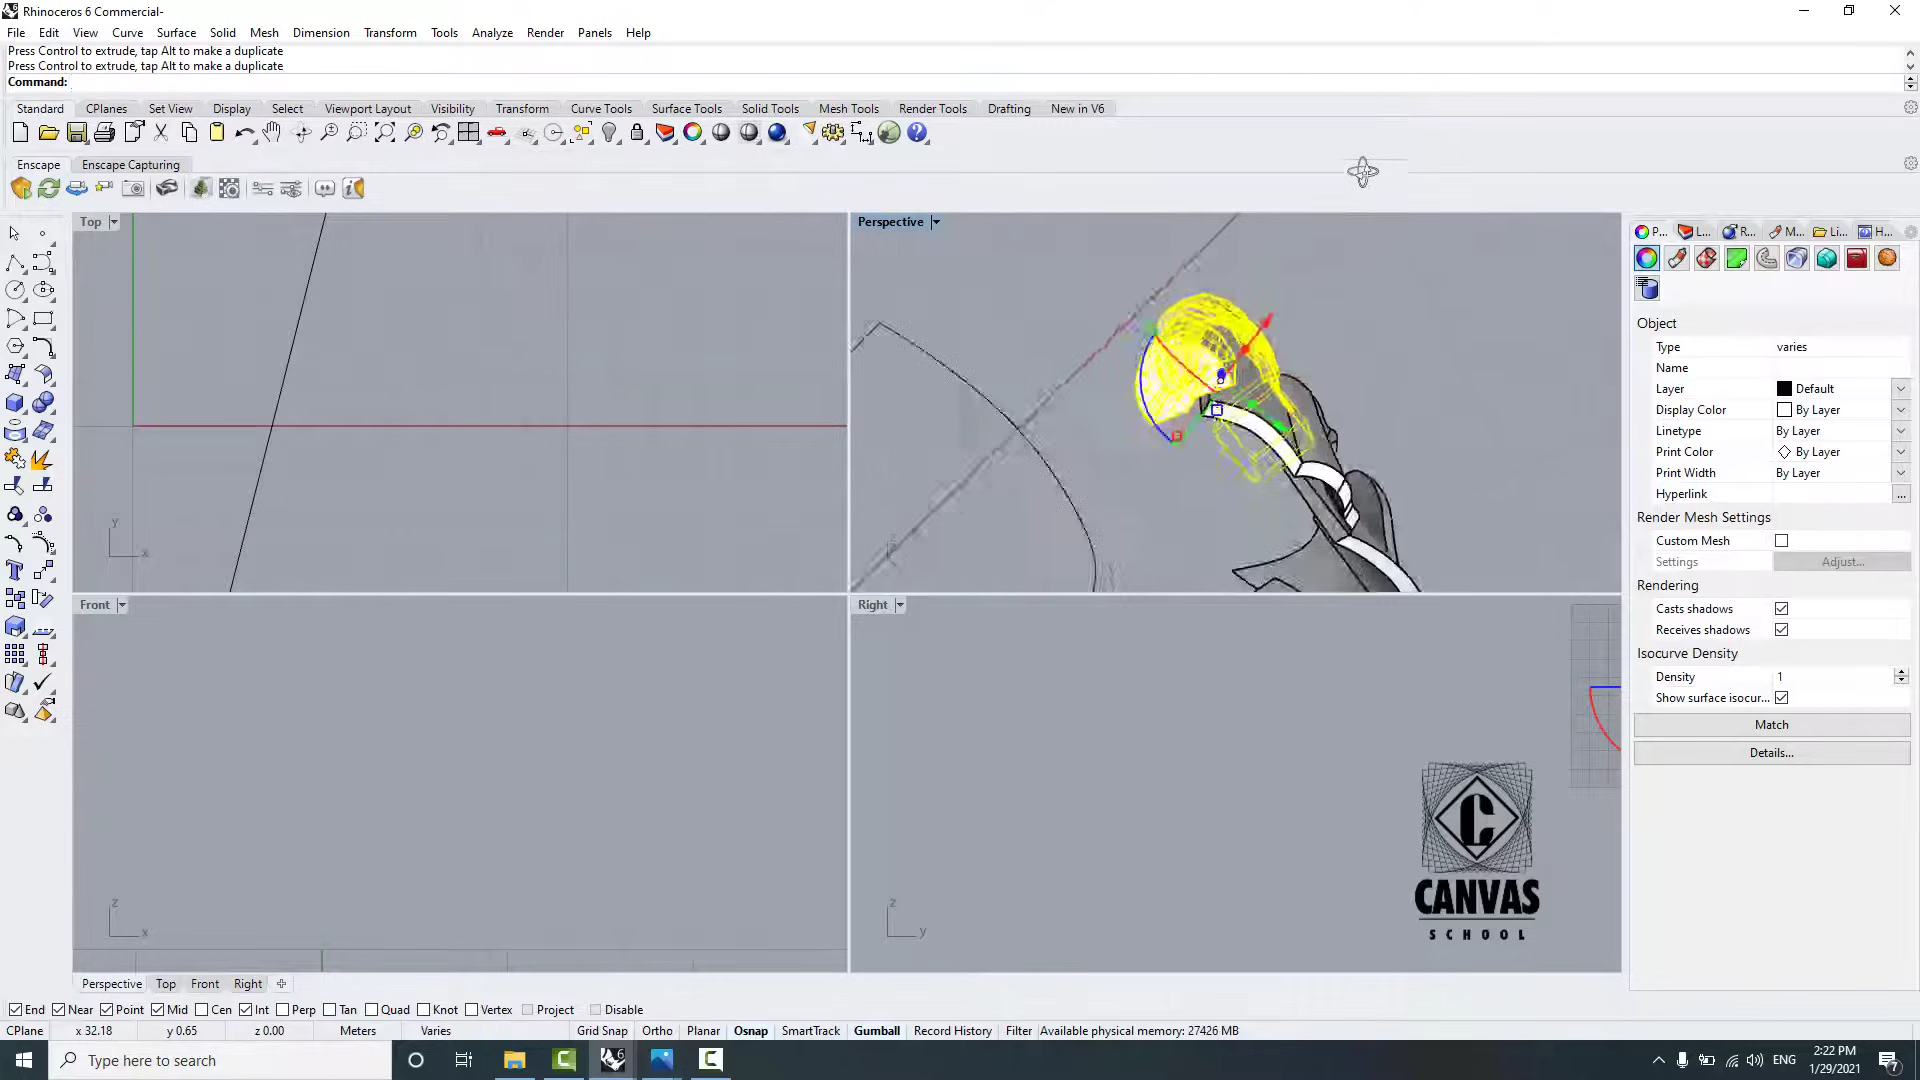 Rhinoceros 6 Commercial-
File Edit View Curve Surface Solid Mesh Dimension Transform Tools Analyze Render Panels Help
Press Control to extrude, tap Alt to make a duplicate
Press Control to extrude, tap Alt to make a duplicate
Command:
Standard CPlanes Set View Display Select Viewport Layout Visibility Transform Curve Tools Surface Tools Solid Tools Mesh Tools Render Tools Drafting New in V6
Enscape Enscape Capturing
Top
Perspective
P... L... R... M... Li... H...
Object
Type varies
Name
Layer Default
Display Color By Layer
Linetype By Layer
Print Color By Layer
Print Width By Layer
Hyperlink ...
Render Mesh Settings
Custom Mesh
Settings Adjust...
Rendering
Casts shadows
Receives shadows
Isocurve Density
Density 1
Show surface isocur...
Match
Details...
y
x
Front
Right
z
x
z
y
C
CANVAS
SCHOOL
Perspective Top Front Right
End Near Point Mid Cen Int Perp Tan Quad Knot Vertex Project Disable
CPlane x 32.18 y 0.65 z 0.00 Meters Varies Grid Snap Ortho Planar Osnap SmartTrack Gumball Record History Filter Available physical memory: 27426 MB
Type here to search
ENG
2:22 PM
1/29/2021
7